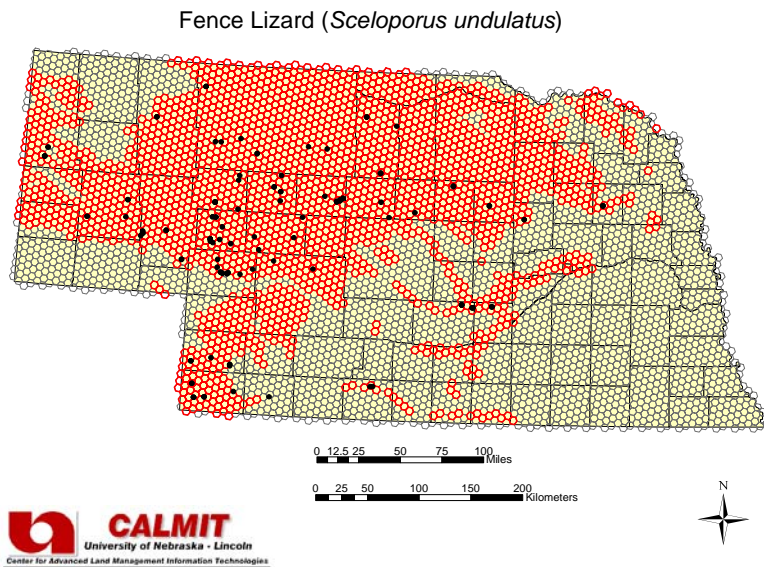 Fence Lizard (Sceloporus undulatus)
0 12.5 25 50 75 100
Miles
0 25 50 100 150 200
Kilometers
N
CALMIT
University of Nebraska - Lincoln
Center for Advanced Land Management Information Technologies